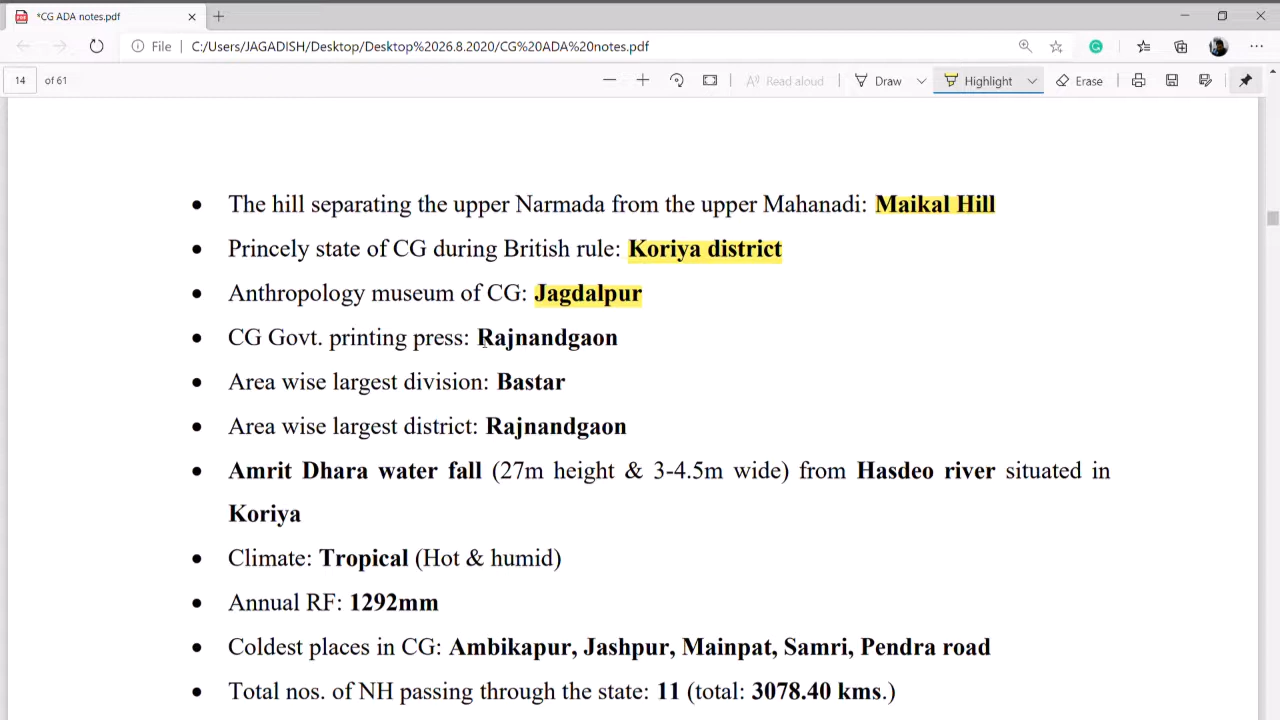 *CG ADA notes.pdf
File | C:/Users/JAGADISH/Desktop/Desktop%2026.8.2020/CG%20ADA%20notes.pdf
14 of 61 Read aloud Draw Highlight Erase
• The hill separating the upper Narmada from the upper Mahanadi: Maikal Hill
• Princely state of CG during British rule: Koriya district
• Anthropology museum of CG: Jagdalpur
• CG Govt. printing press: Rajnandgaon
• Area wise largest division: Bastar
• Area wise largest district: Rajnandgaon
• Amrit Dhara water fall (27m height & 3-4.5m wide) from Hasdeo river situated in
Koriya
• Climate: Tropical (Hot & humid)
• Annual RF: 1292mm
• Coldest places in CG: Ambikapur, Jashpur, Mainpat, Samri, Pendra road
• Total nos. of NH passing through the state: 11 (total: 3078.40 kms.)